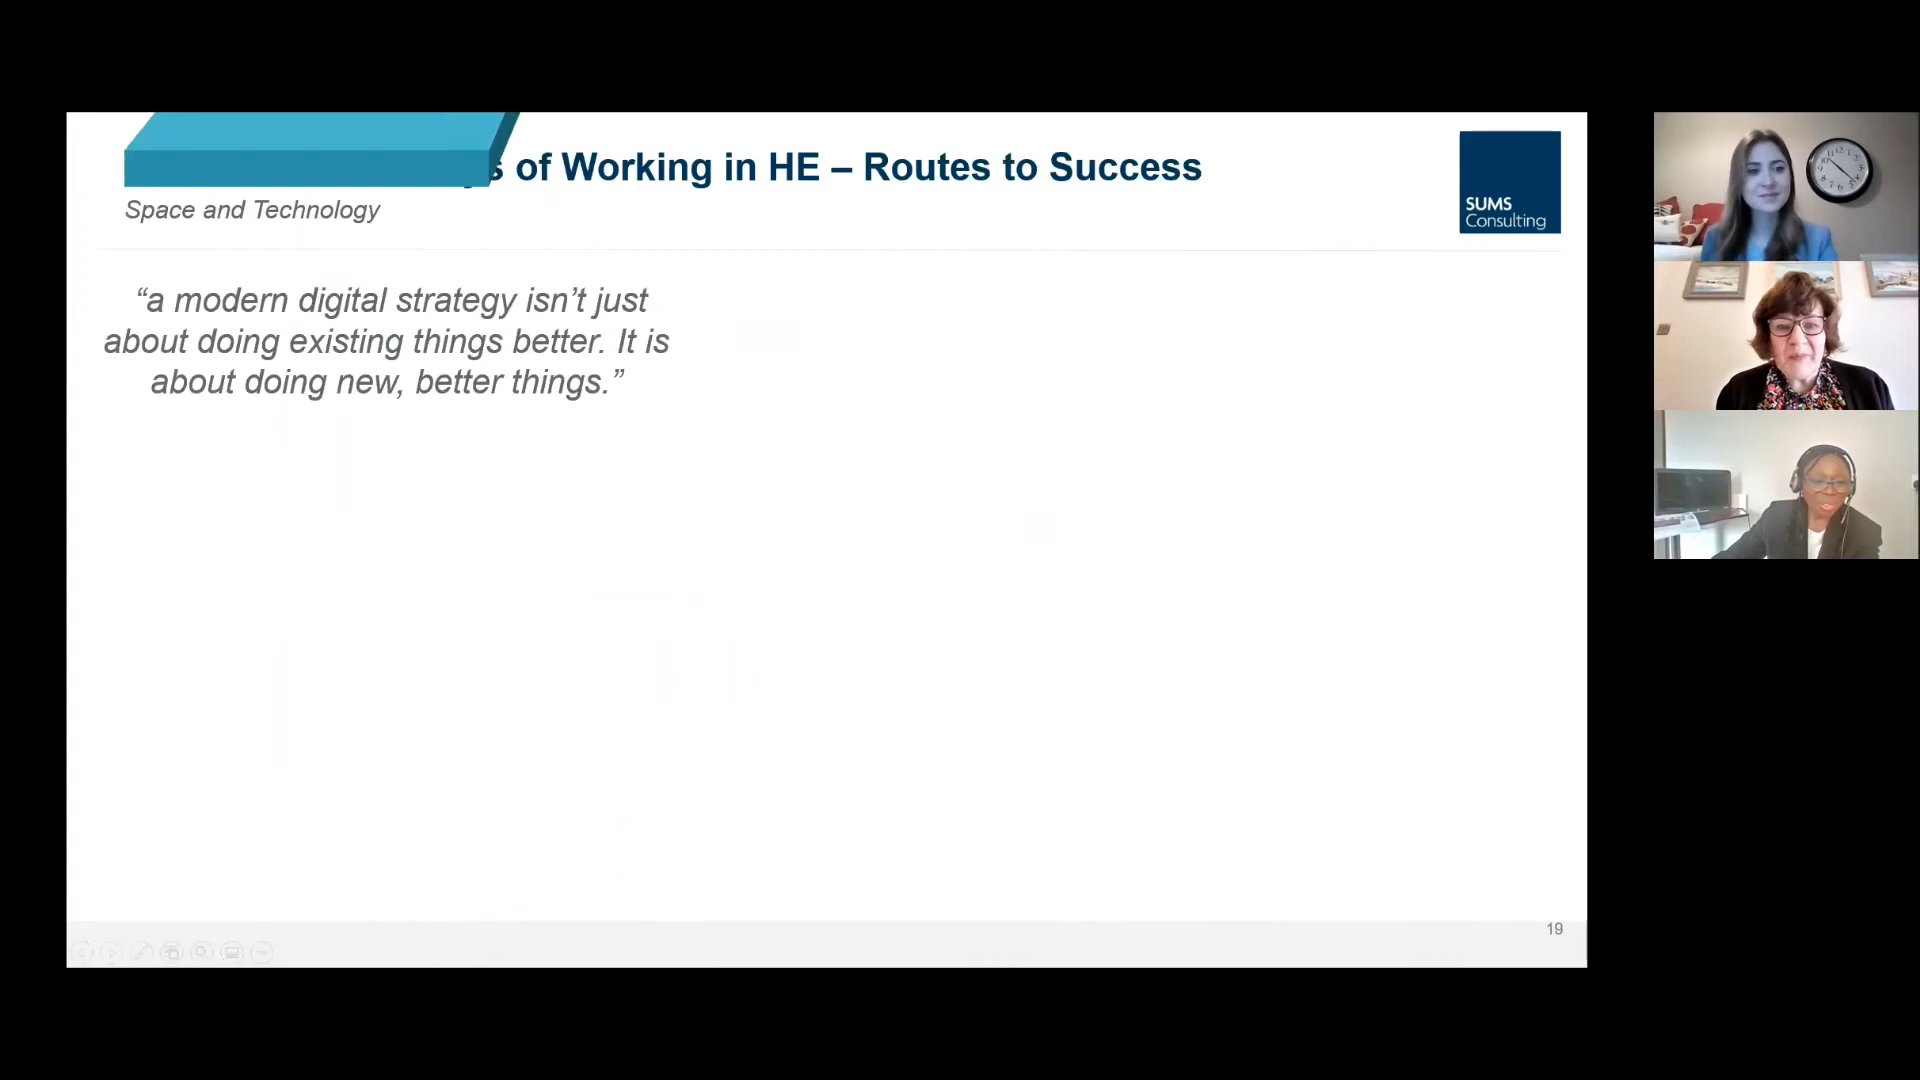 s of Working in HE – Routes to Success
Space and Technology
SUMS
Consulting
“a modern digital strategy isn’t just
about doing existing things better. It is
about doing new, better things.”
19